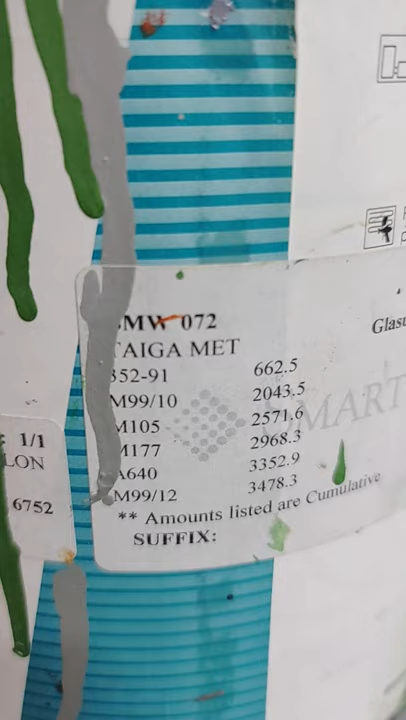 BMW 072
TAIGA MET
352-91 662.5
M99/10 2043.5
M105 2571.6
M177 2968.3
A640 3352.9
M99/12 3478.3
** Amounts listed are Cumulative
SUFFIX:
Glasu
SMART
1/1
LON
6752